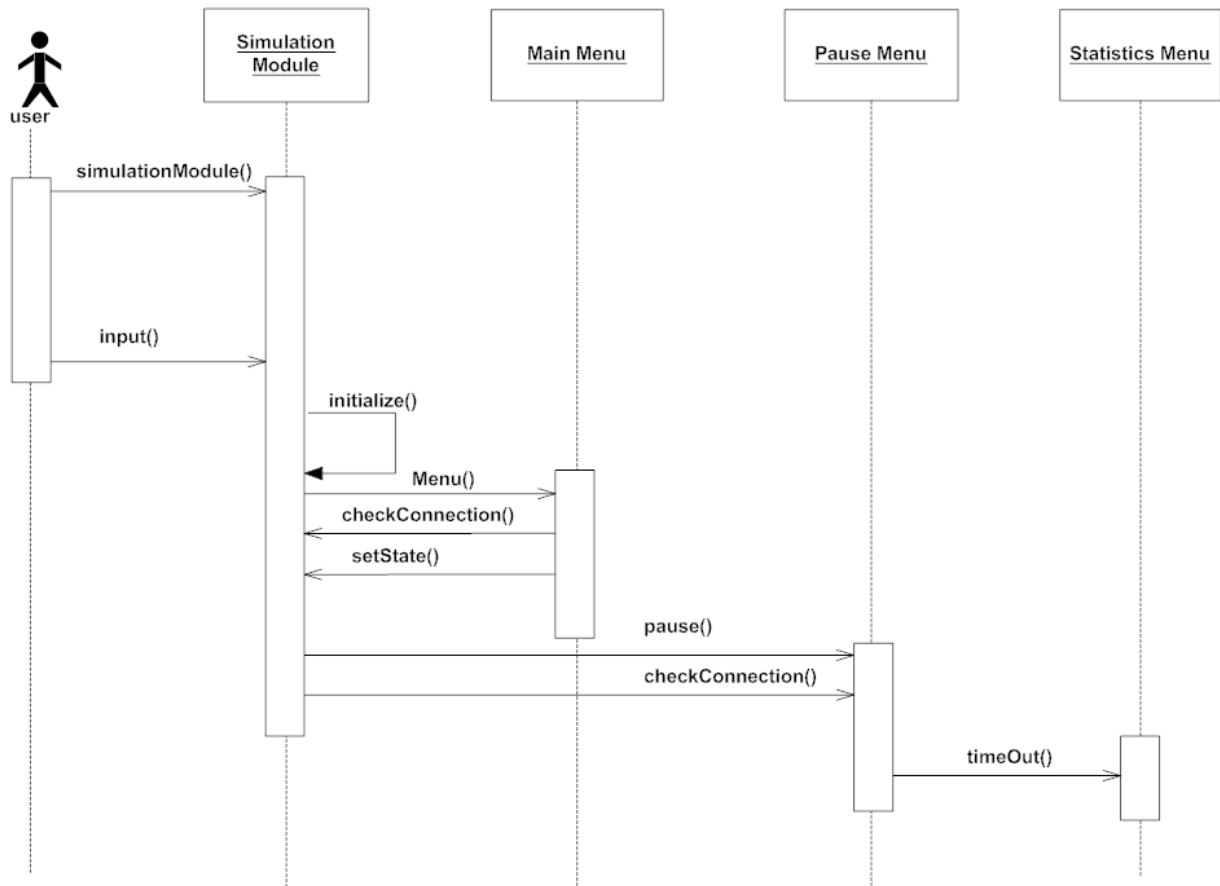 Simulation
Module
Main Menu
Pause Menu
Statistics Menu
user
simulationModule()
input()
initialize()
Menu()
checkConnection()
setState()
pause()
checkConnection()
timeOut()